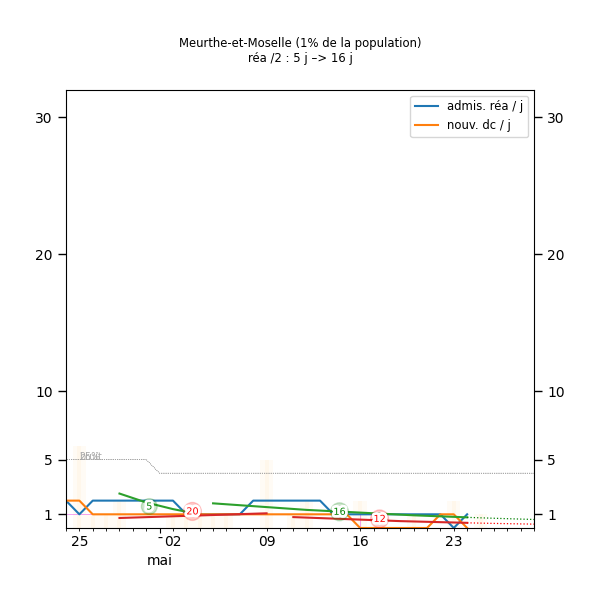 Meurthe-et-Moselle (1% de la population)
réa /2 : 5 j –> 16 j
admis. réa / j
nouv. dc / j
30 30
20 20
10 10
5 5
1 1
5
-20
16
-12
25 02 09 16 23
mai